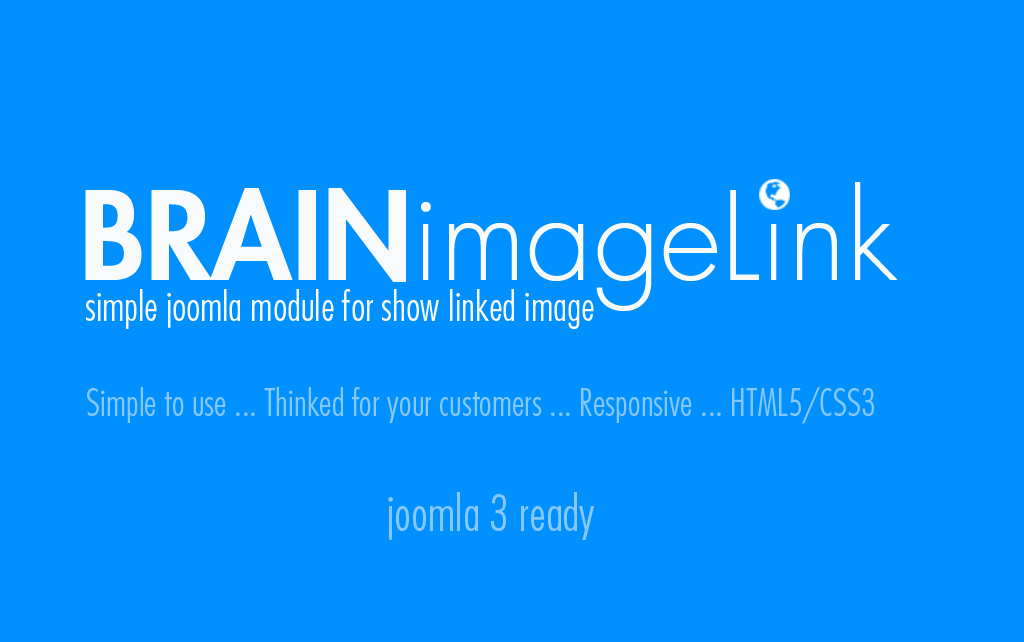 BRAINimageLink
simple joomla module for show linked image
Simple to use ... Thinked for your customers ... Responsive ... HTML5/CSS3
joomla 3 ready